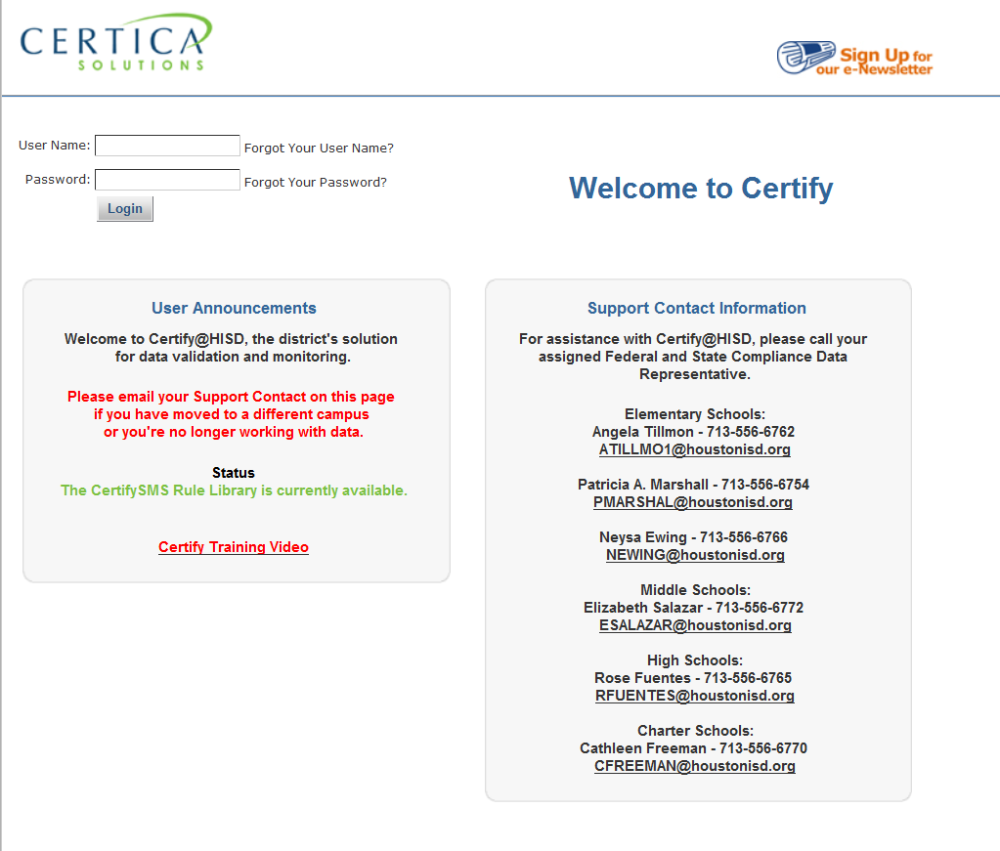 CERTICA
SOLUTIONS
Sign Up for
our e-Newsletter
User Name:
Forgot Your User Name?
Password:
Forgot Your Password?
Login
Welcome to Certify
User Announcements
Welcome to Certify@HISD, the district's solution
for data validation and monitoring.
Please email your Support Contact on this page
if you have moved to a different campus
or you're no longer working with data.
Status
The CertifySMS Rule Library is currently available.
Certify Training Video
Support Contact Information
For assistance with Certify@HISD, please call your
assigned Federal and State Compliance Data
Representative.
Elementary Schools:
Angela Tillmon - 713-556-6762
ATILLMO1@houstonisd.org
Patricia A. Marshall - 713-556-6754
PMARSHAL@houstonisd.org
Neysa Ewing - 713-556-6766
NEWING@houstonisd.org
Middle Schools:
Elizabeth Salazar - 713-556-6772
ESALAZAR@houstonisd.org
High Schools:
Rose Fuentes - 713-556-6765
RFUENTES@houstonisd.org
Charter Schools:
Cathleen Freeman - 713-556-6770
CFREEMAN@houstonisd.org